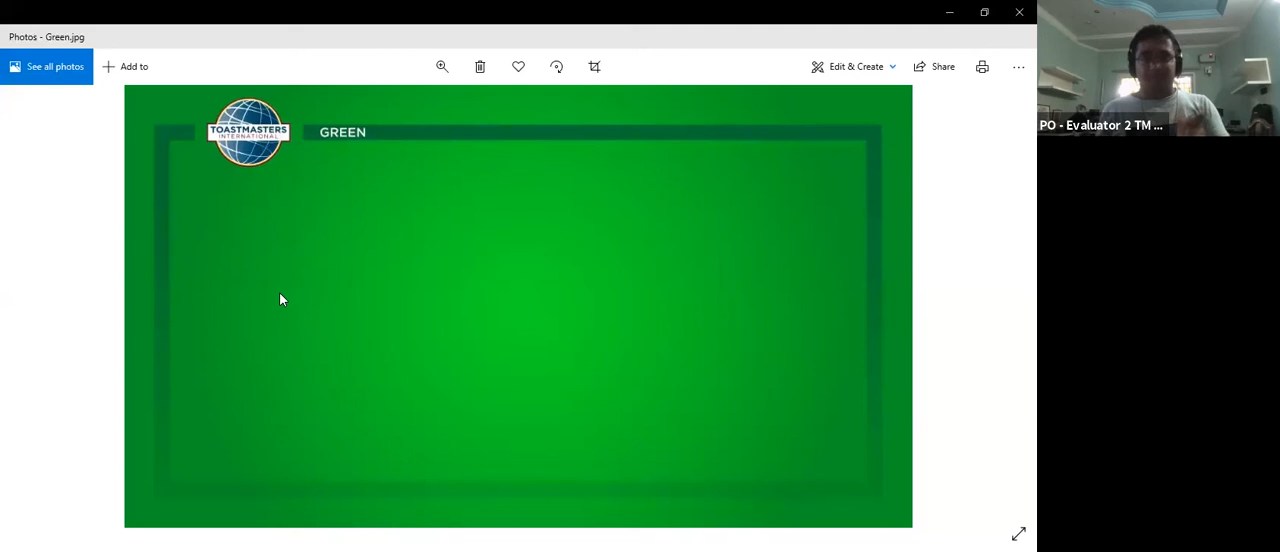 Photos - Green.jpg
See all photos
Add to
Edit & Create
Share
TOASTMASTERS
INTERNATIONAL
GREEN
PO - Evaluator 2 TM ...